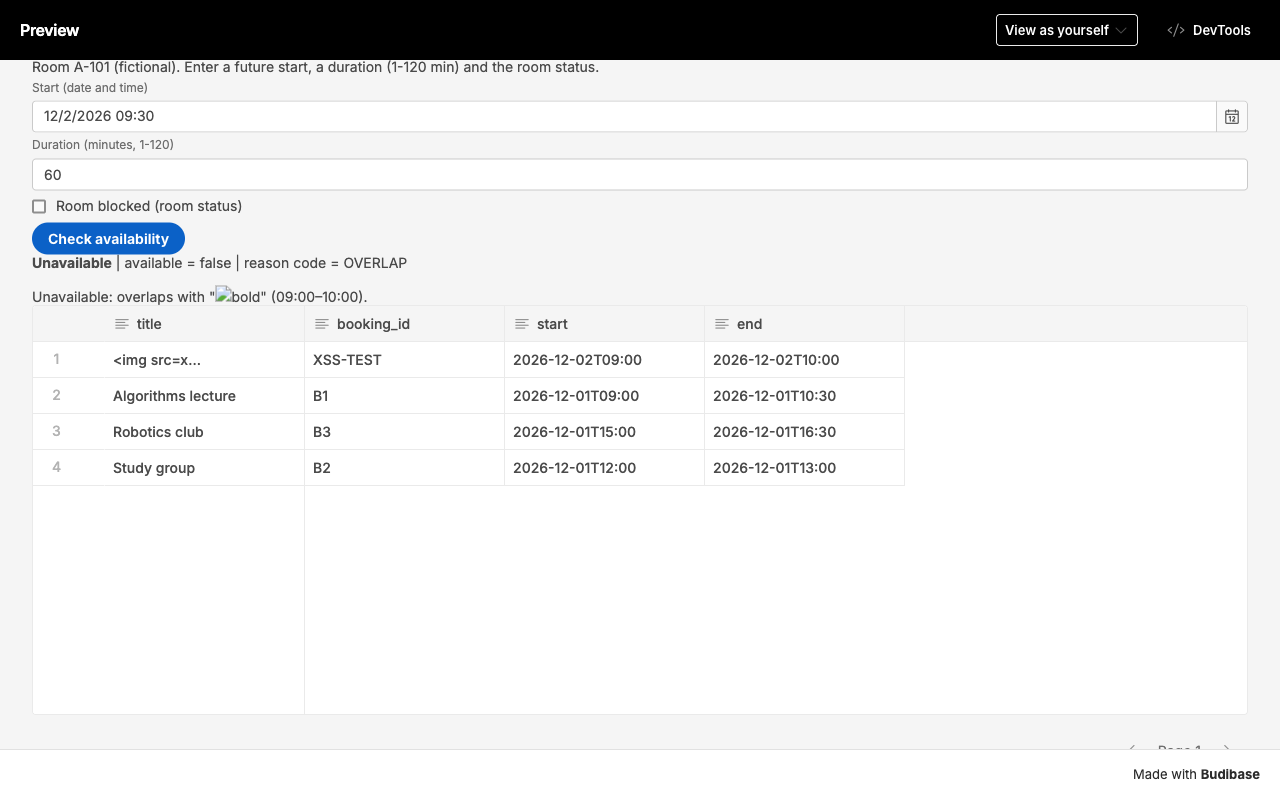 Preview
View as yourself
DevTools
Room A-101 (fictional). Enter a future start, a duration (1-120 min) and the room status.
Start (date and time)
12/2/2026 09:30
12
Duration (minutes, 1-120)
60
Room blocked (room status)
Check availability
Unavailable | available = false | reason code = OVERLAP
Unavailable: overlaps with "bold" (09:00–10:00).
title booking_id start end
1 <img src=x... XSS-TEST 2026-12-02T09:00 2026-12-02T10:00
2 Algorithms lecture B1 2026-12-01T09:00 2026-12-01T10:30
3 Robotics club B3 2026-12-01T15:00 2026-12-01T16:30
4 Study group B2 2026-12-01T12:00 2026-12-01T13:00
Page 1
Made with Budibase